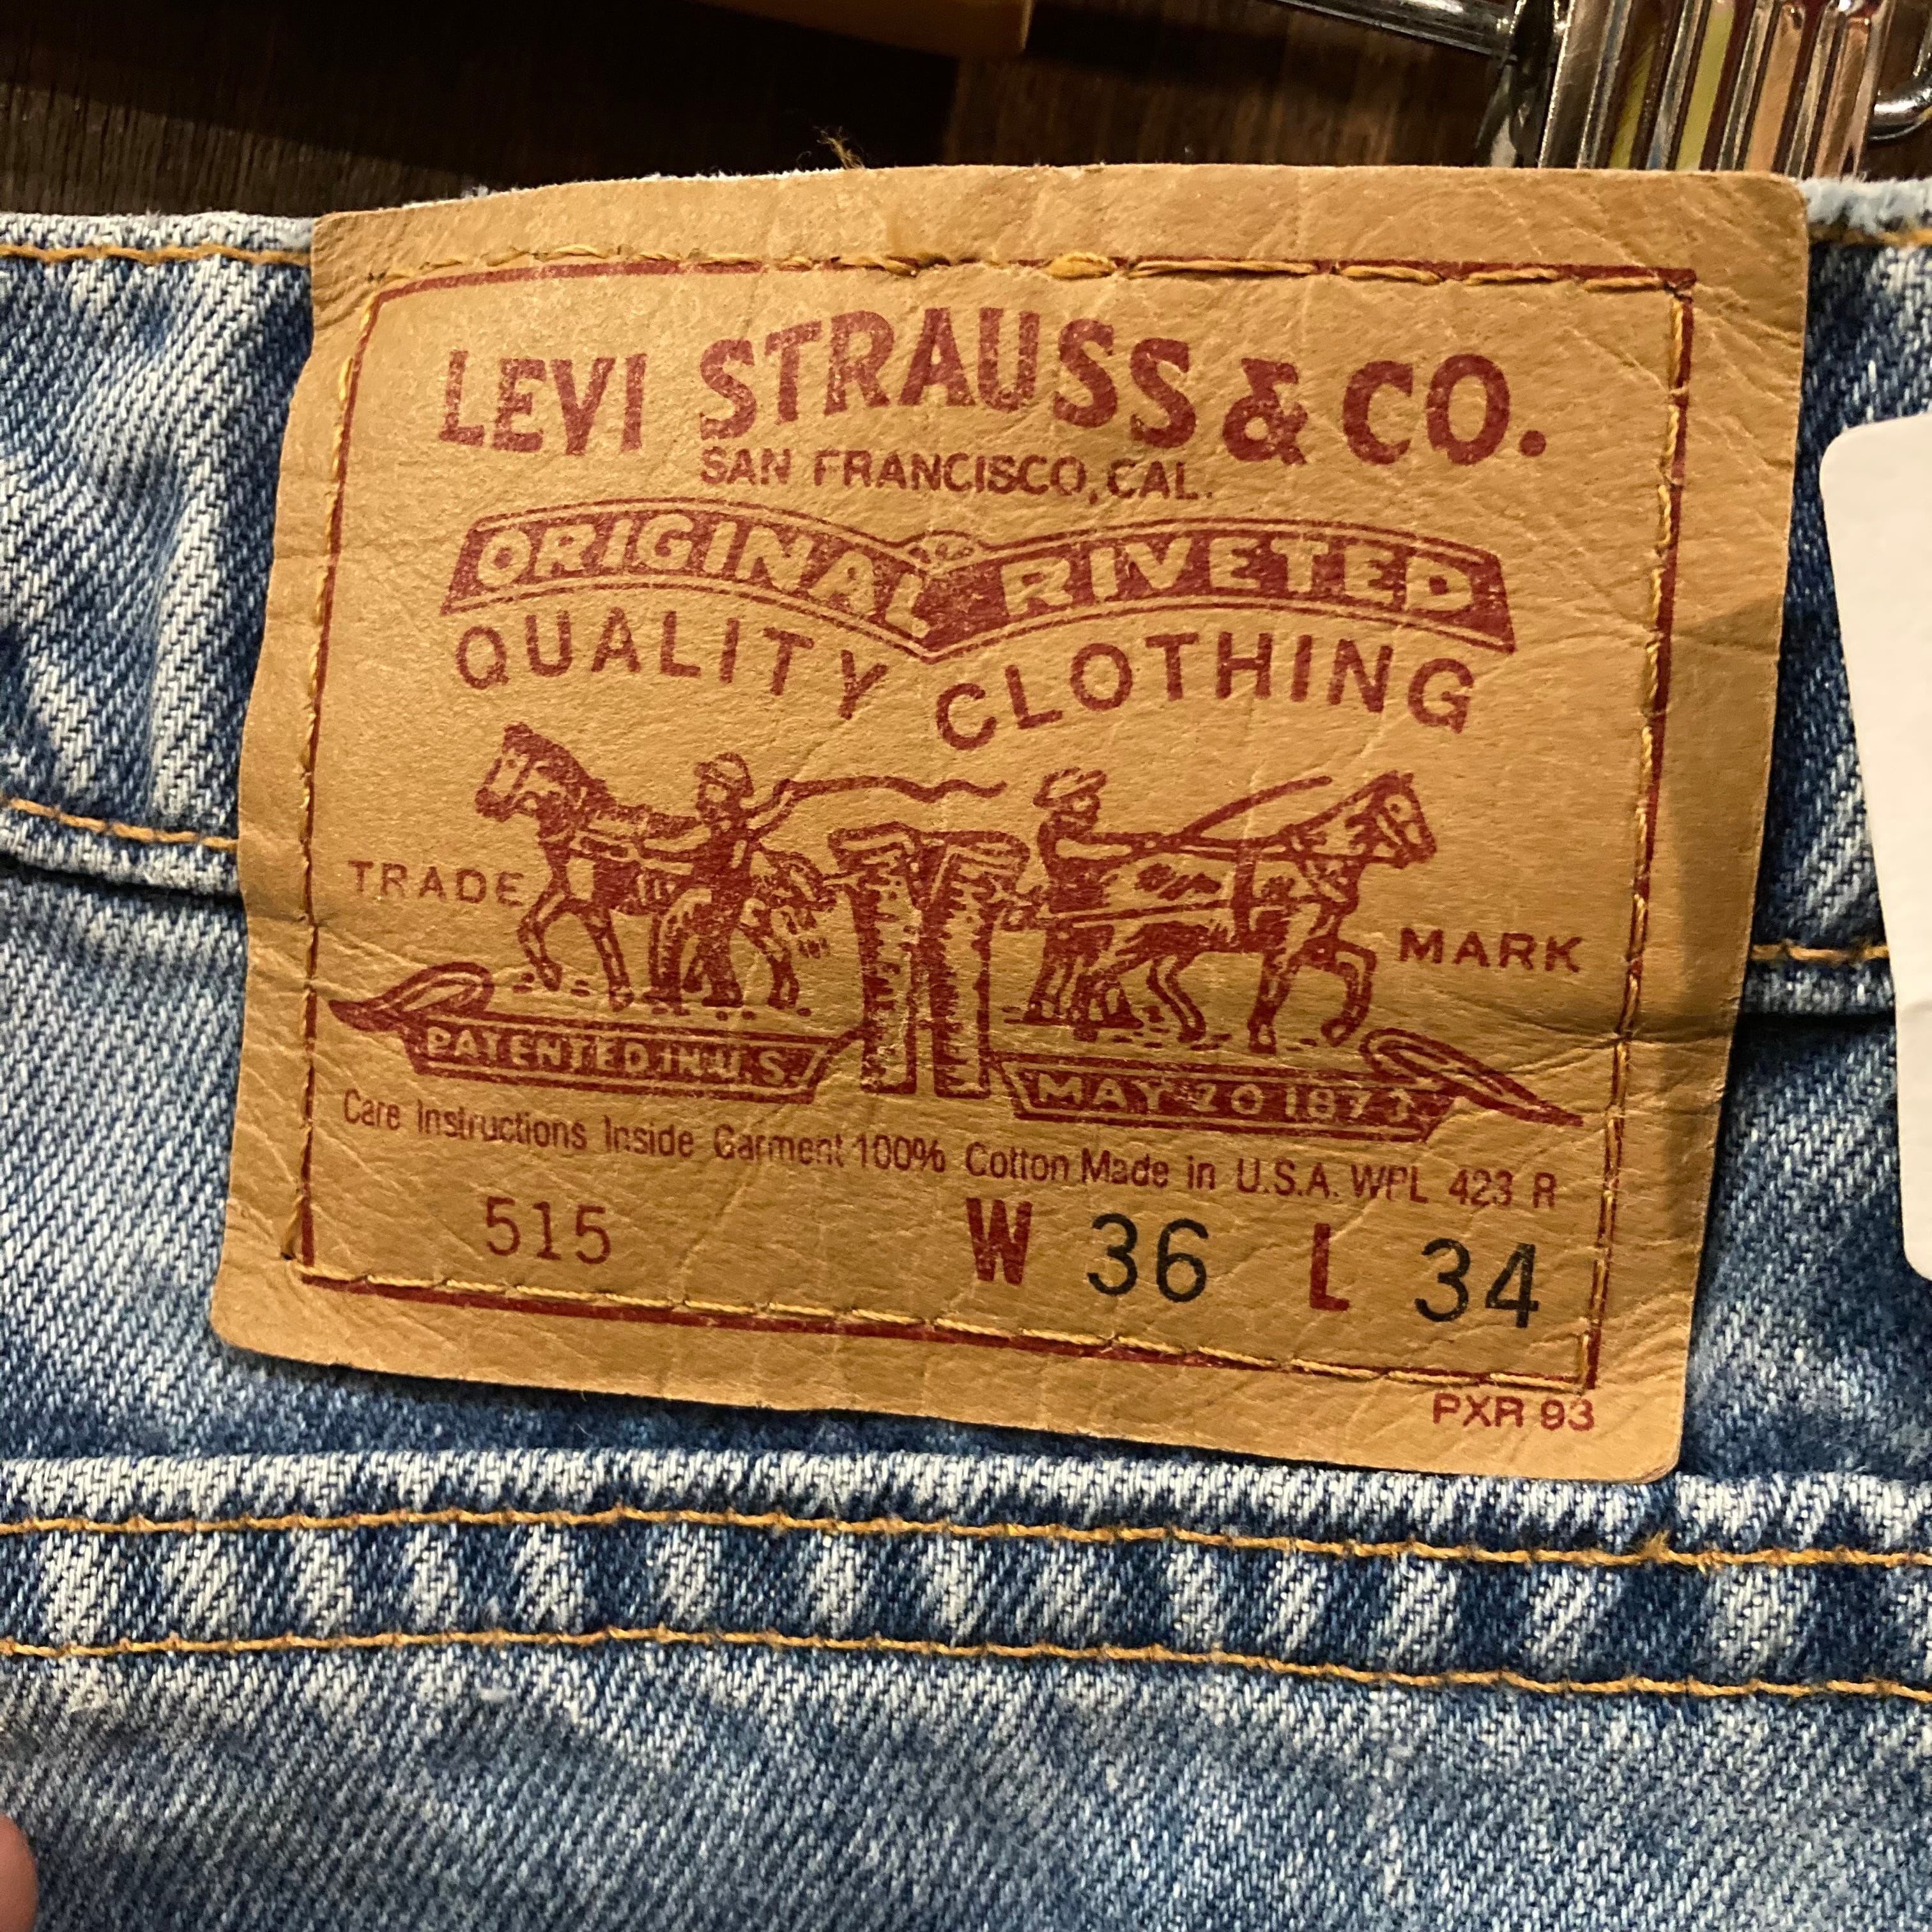 LEVI STRAUSS & CO.
SAN FRANCISCO, CAL.
ORIGINAL RIVETED
QUALITY CLOTHING
TRADE MARK
PATENTED IN U.S. MAY 20 1873
Care Instructions Inside Garment 100% Cotton Made in U.S.A. WPL 423 R
515 W 36 L 34
PXR 93